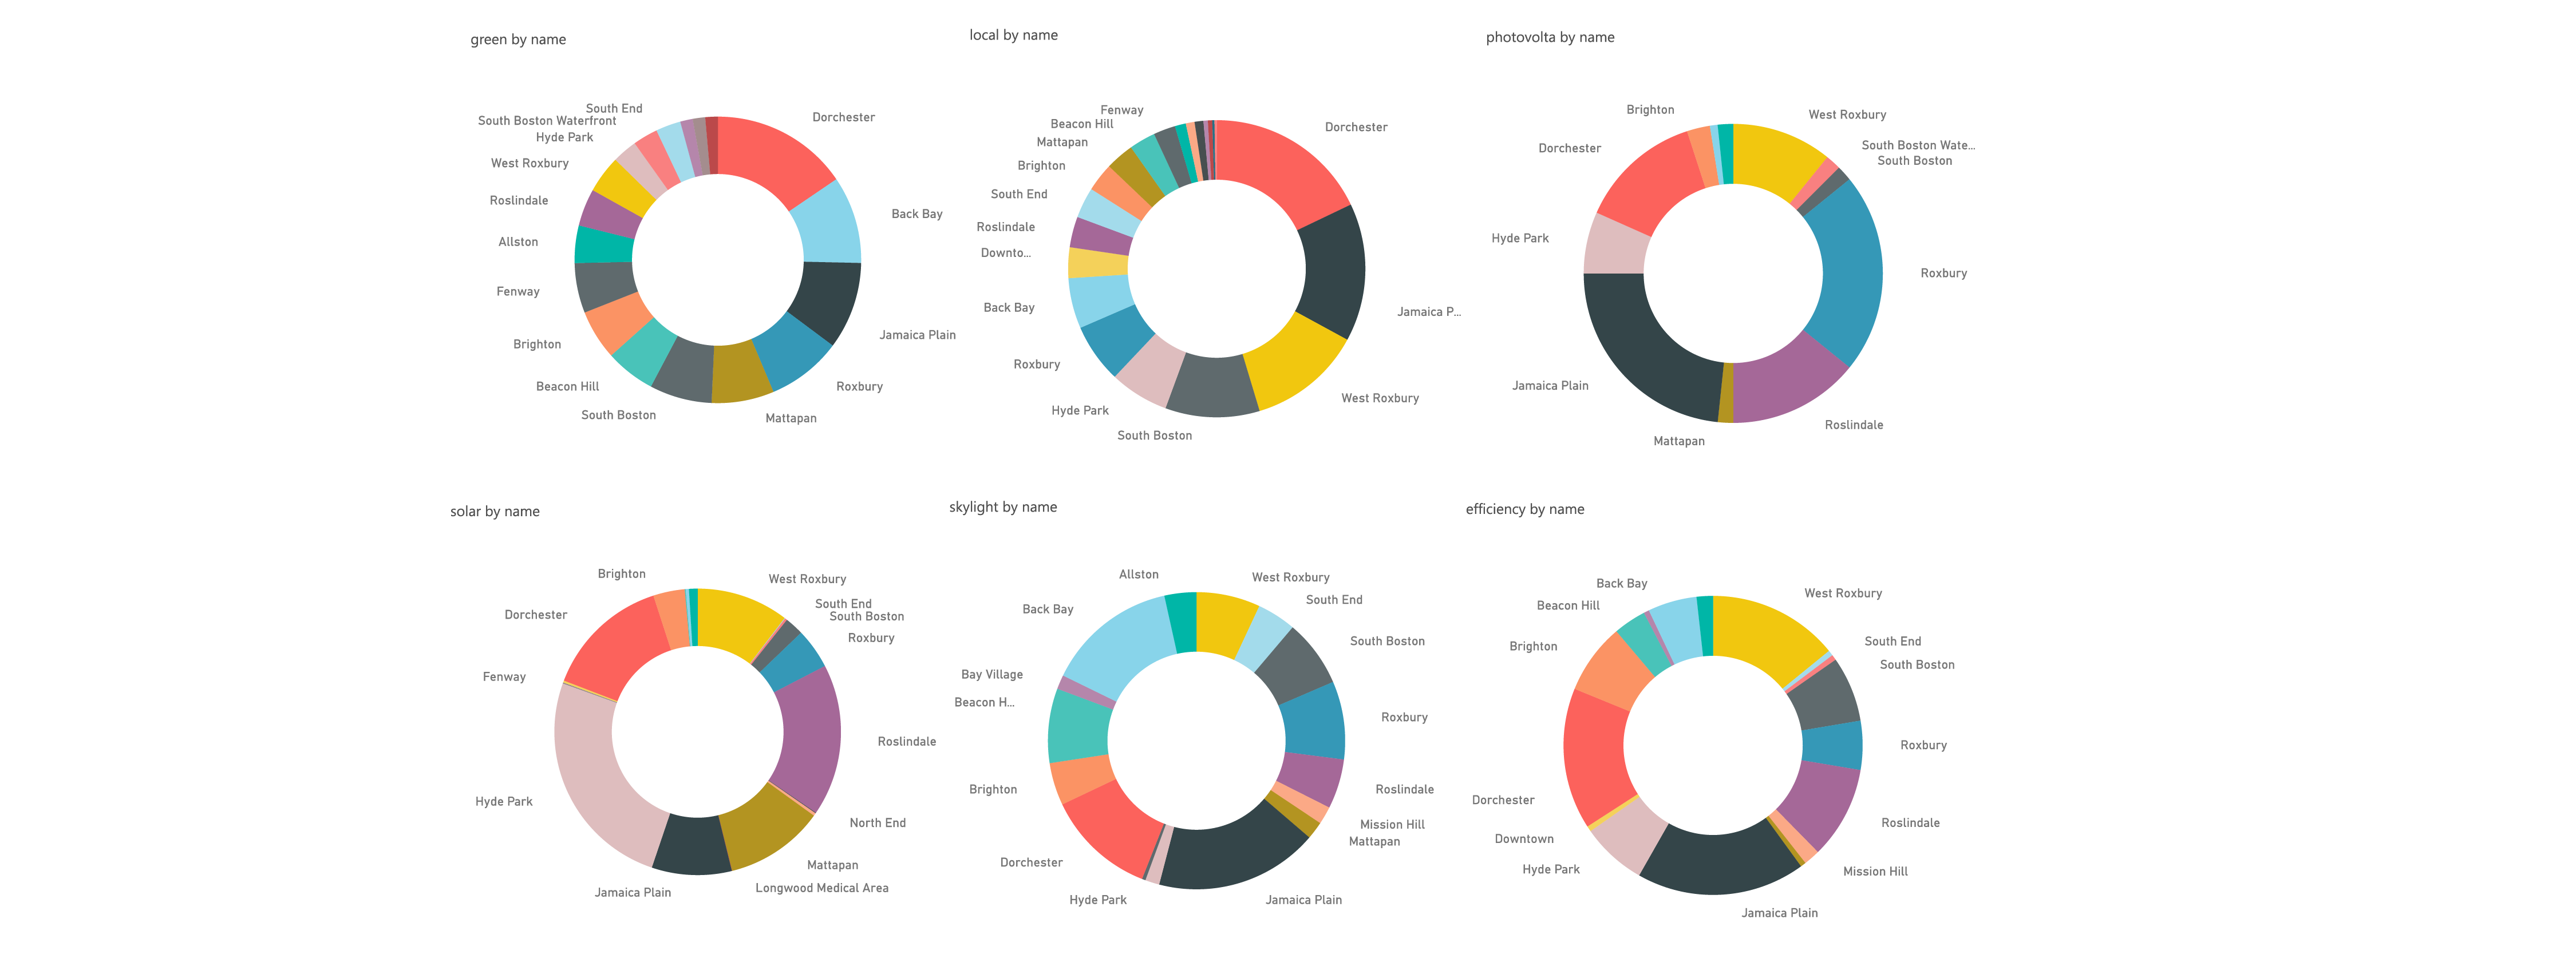 green by name
South End
South Boston Waterfront
Hyde Park
West Roxbury
Roslindale
Allston
Fenway
Brighton
Beacon Hill
South Boston
Dorchester
Back Bay
Jamaica Plain
Roxbury
Mattapan
local by name
Fenway
Beacon Hill
Mattapan
Brighton
South End
Roslindale
Downto...
Back Bay
Roxbury
Hyde Park
South Boston
Dorchester
Jamaica P...
West Roxbury
photovolta by name
Brighton
Dorchester
Hyde Park
Jamaica Plain
Mattapan
West Roxbury
South Boston Wate...
South Boston
Roxbury
Roslindale
solar by name
Brighton
Dorchester
Fenway
Hyde Park
Jamaica Plain
West Roxbury
South End
South Boston
Roxbury
Roslindale
North End
Mattapan
Longwood Medical Area
skylight by name
Allston
Back Bay
Bay Village
Beacon H...
Brighton
Dorchester
Hyde Park
West Roxbury
South End
South Boston
Roxbury
Roslindale
Mission Hill
Mattapan
Jamaica Plain
efficiency by name
Back Bay
Beacon Hill
Brighton
Dorchester
Downtown
Hyde Park
West Roxbury
South End
South Boston
Roxbury
Roslindale
Mission Hill
Jamaica Plain